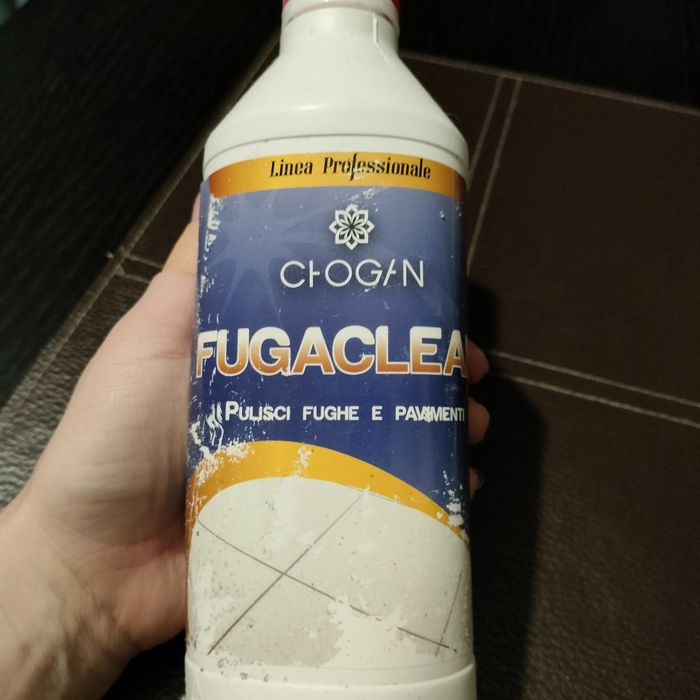 Linea Professionale
CHOGAN
FUGACLEA
PULISCI FUGHE E PAVIMENTI